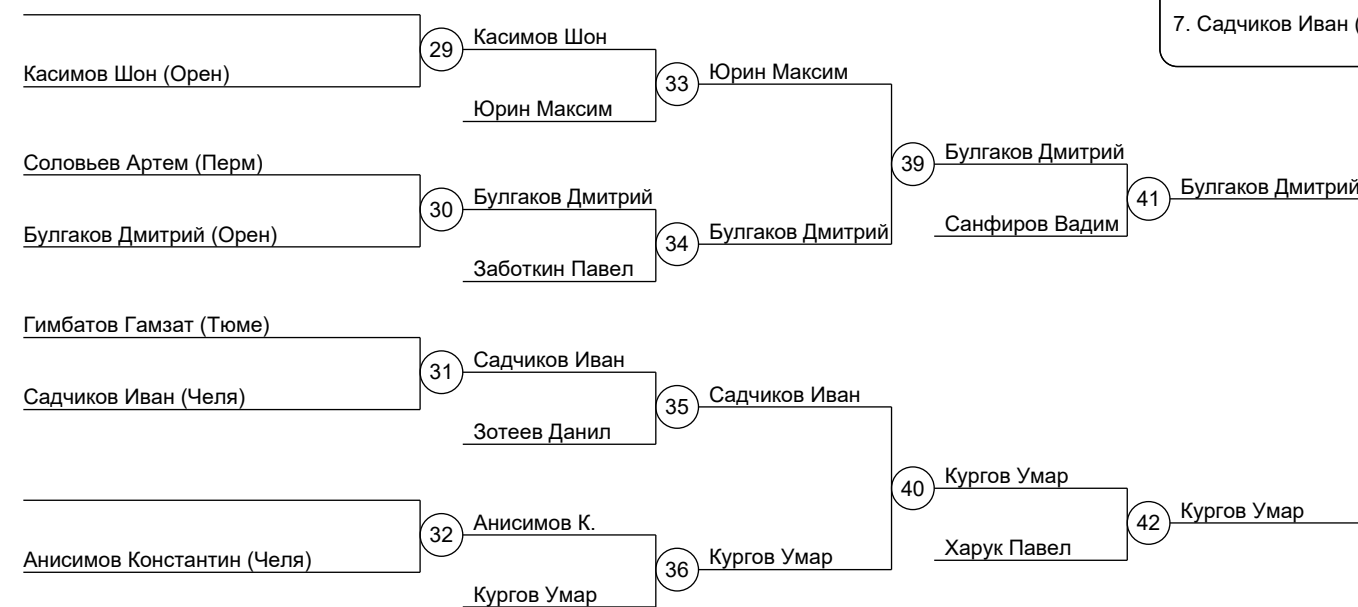 7. Садчиков Иван (
29
Касимов Шон
Касимов Шон (Орен)
33
Юрин Максим
Юрин Максим
Соловьев Артем (Перм)
39
Булгаков Дмитрий
30
Булгаков Дмитрий
41
Булгаков Дмитрий
Булгаков Дмитрий (Орен)
34
Булгаков Дмитрий
Санфиров Вадим
Заботкин Павел
Гимбатов Гамзат (Тюме)
31
Садчиков Иван
Садчиков Иван (Челя)
35
Садчиков Иван
Зотеев Данил
40
Кургов Умар
32
Анисимов К.
42
Кургов Умар
Анисимов Константин (Челя)
36
Кургов Умар
Харук Павел
Кургов Умар